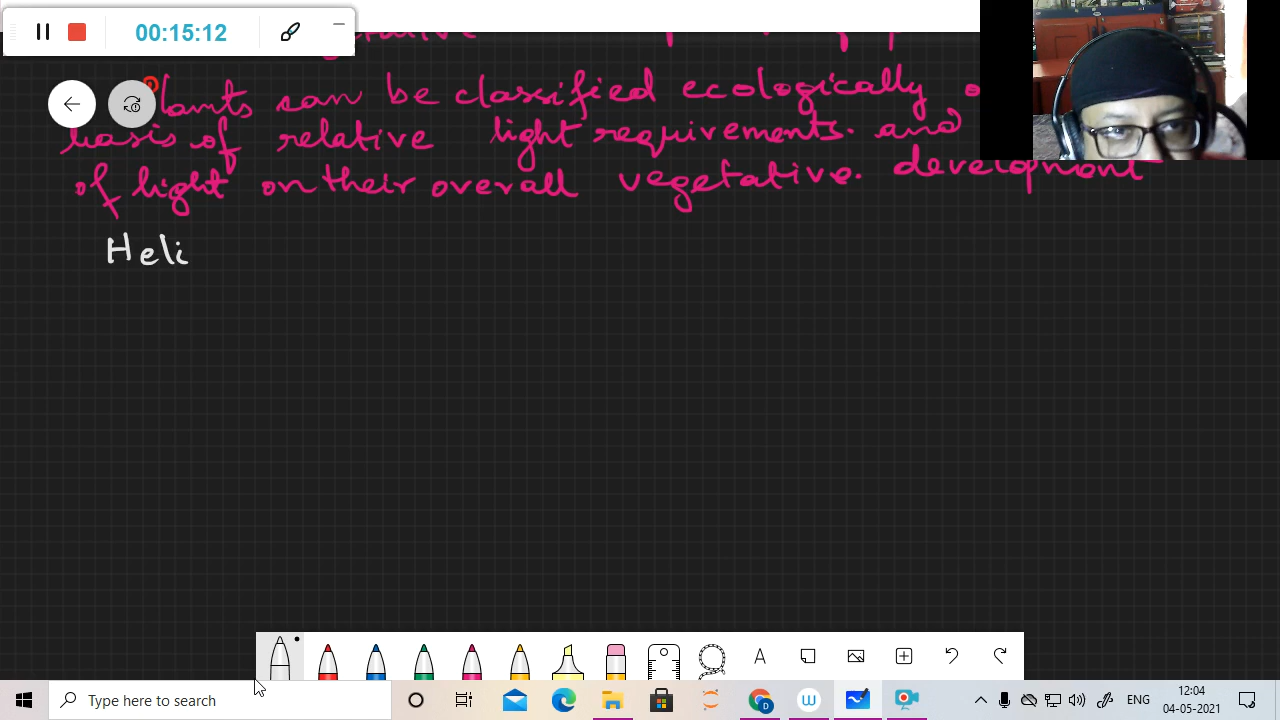 00:15:12
Plants can be classified ecologically
basis of relative light requirements. and
of light on their overall vegetative. development
Heli
A
Type here to search
D
W
ENG
12:04
04-05-2021